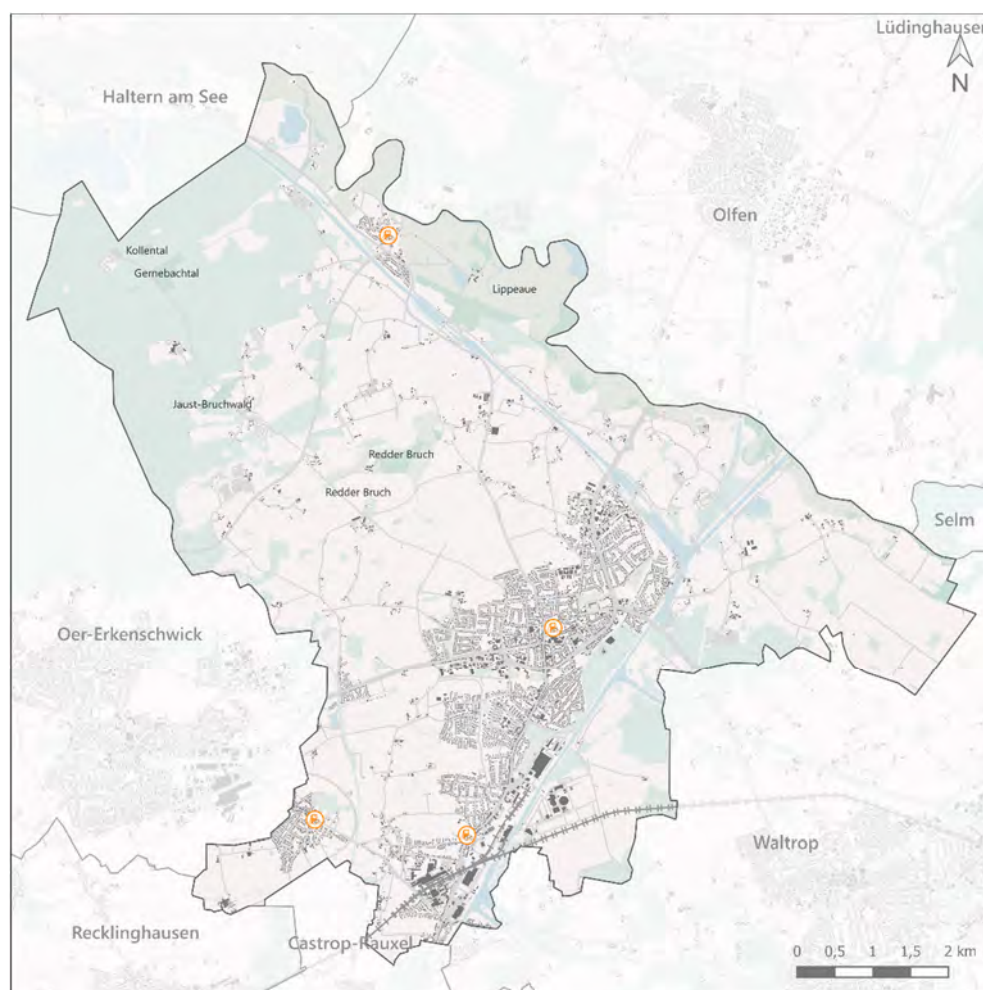 Lüdinghausen
N
Haltern am See
Olfen
Kollental
Gernebachtal
Lippeaue
Jaust-Bruchwald
Redder Bruch
Redder Bruch
Selm
Oer-Erkenschwick
Waltrop
Recklinghausen
Castrop-Rauxel
0 0,5 1 1,5 2 km